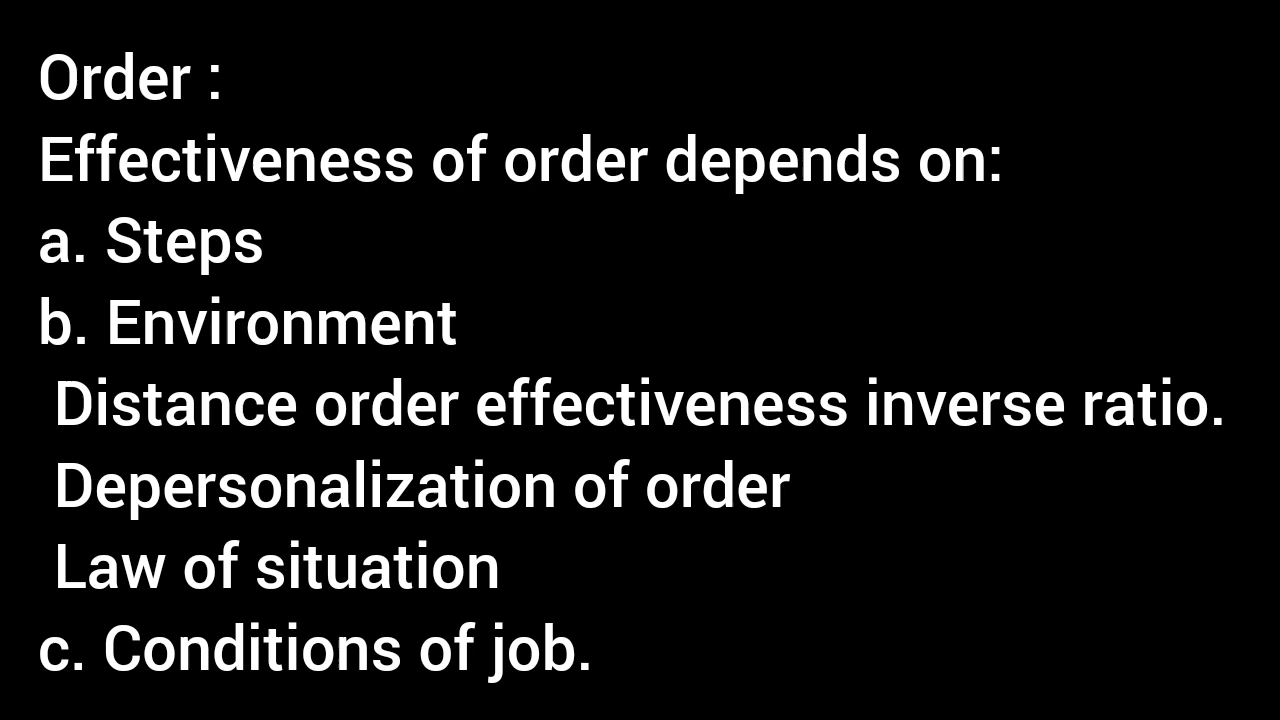 Order :
Effectiveness of order depends on:
a. Steps
b. Environment
Distance order effectiveness inverse ratio.
Depersonalization of order
Law of situation
c. Conditions of job.